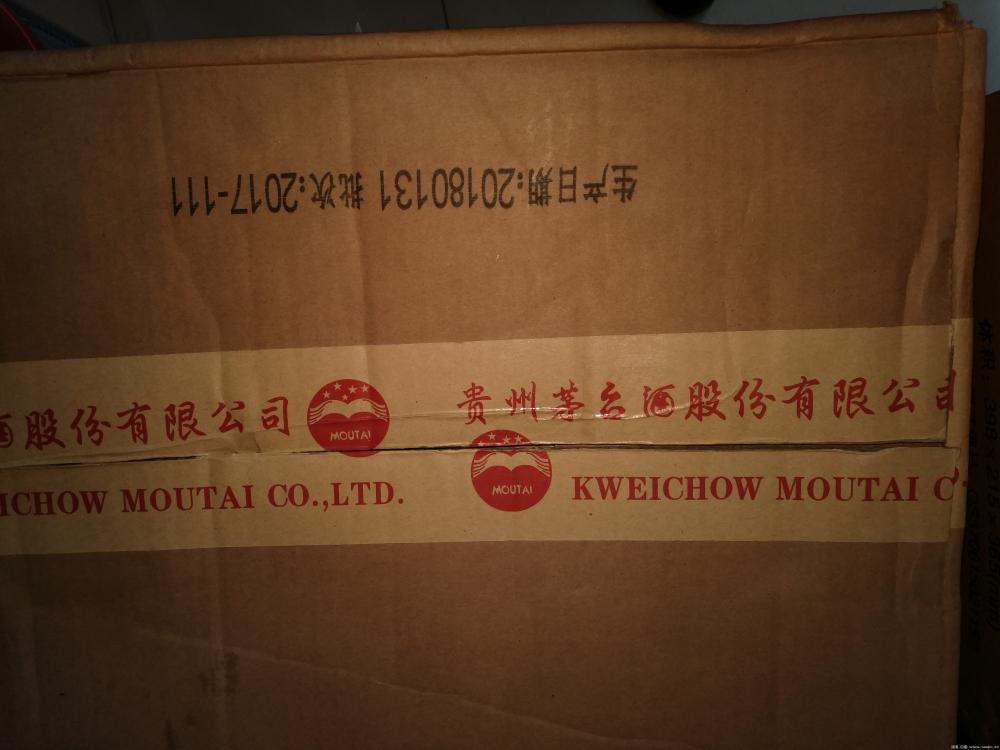 生产日期:20180131 批次:2017-111
酒股份有限公司 MOUTAI 贵州茅台酒股份有限公司
ICHOW MOUTAI CO.,LTD. MOUTAI KWEICHOW MOUTAI C